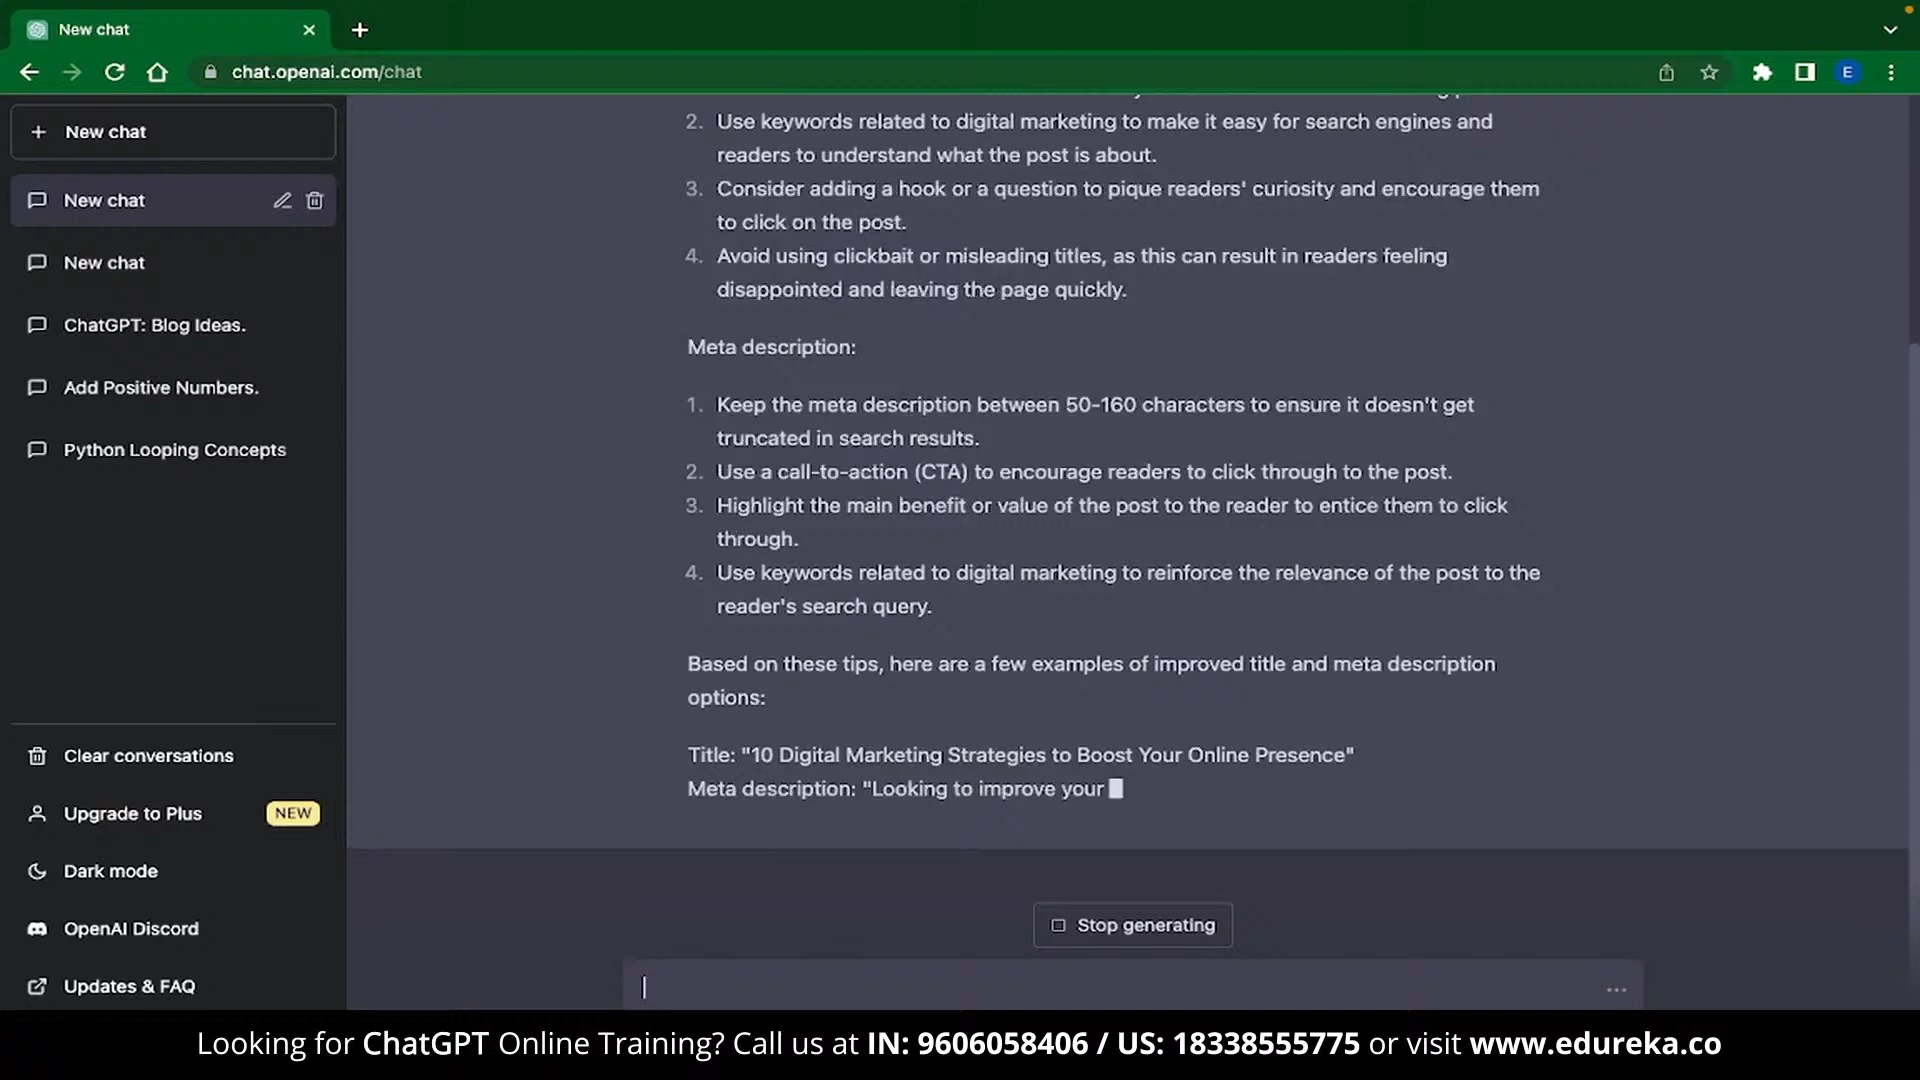 New chat
chat.openai.com/chat
E
New chat
New chat
New chat
ChatGPT: Blog Ideas.
Add Positive Numbers.
Python Looping Concepts
Clear conversations
Upgrade to Plus NEW
Dark mode
OpenAI Discord
Updates & FAQ
2. Use keywords related to digital marketing to make it easy for search engines and
readers to understand what the post is about.
3. Consider adding a hook or a question to pique readers' curiosity and encourage them
to click on the post.
4. Avoid using clickbait or misleading titles, as this can result in readers feeling
disappointed and leaving the page quickly.
Meta description:
1. Keep the meta description between 50-160 characters to ensure it doesn't get
truncated in search results.
2. Use a call-to-action (CTA) to encourage readers to click through to the post.
3. Highlight the main benefit or value of the post to the reader to entice them to click
through.
4. Use keywords related to digital marketing to reinforce the relevance of the post to the
reader's search query.
Based on these tips, here are a few examples of improved title and meta description
options:
Title: "10 Digital Marketing Strategies to Boost Your Online Presence"
Meta description: "Looking to improve your
Stop generating
Looking for ChatGPT Online Training? Call us at IN: 9606058406 / US: 18338555775 or visit www.edureka.co